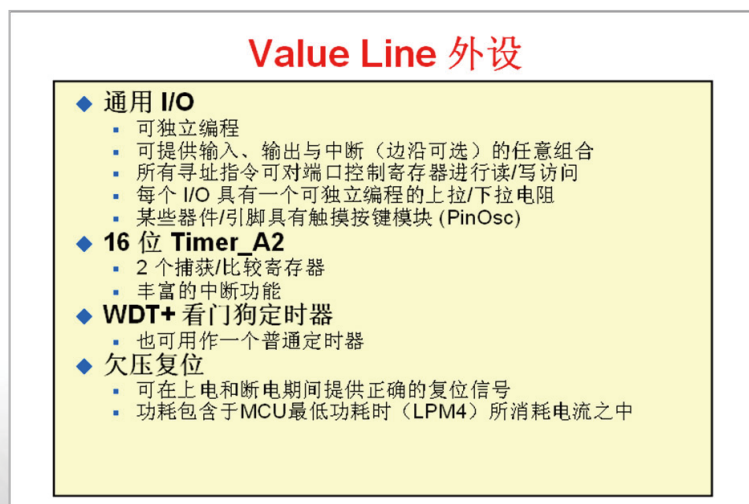 Value Line 外设
通用 I/O
可独立编程
可提供输入、输出与中断（边沿可选）的任意组合
所有寻址指令可对端口控制寄存器进行读/写访问
每个 I/O 具有一个可独立编程的上拉/下拉电阻
某些器件/引脚具有触摸按键模块 (PinOsc)
16 位 Timer_A2
2 个捕获/比较寄存器
丰富的中断功能
WDT+ 看门狗定时器
也可用作一个普通定时器
欠压复位
可在上电和断电期间提供正确的复位信号
功耗包含于MCU最低功耗时（LPM4）所消耗电流之中